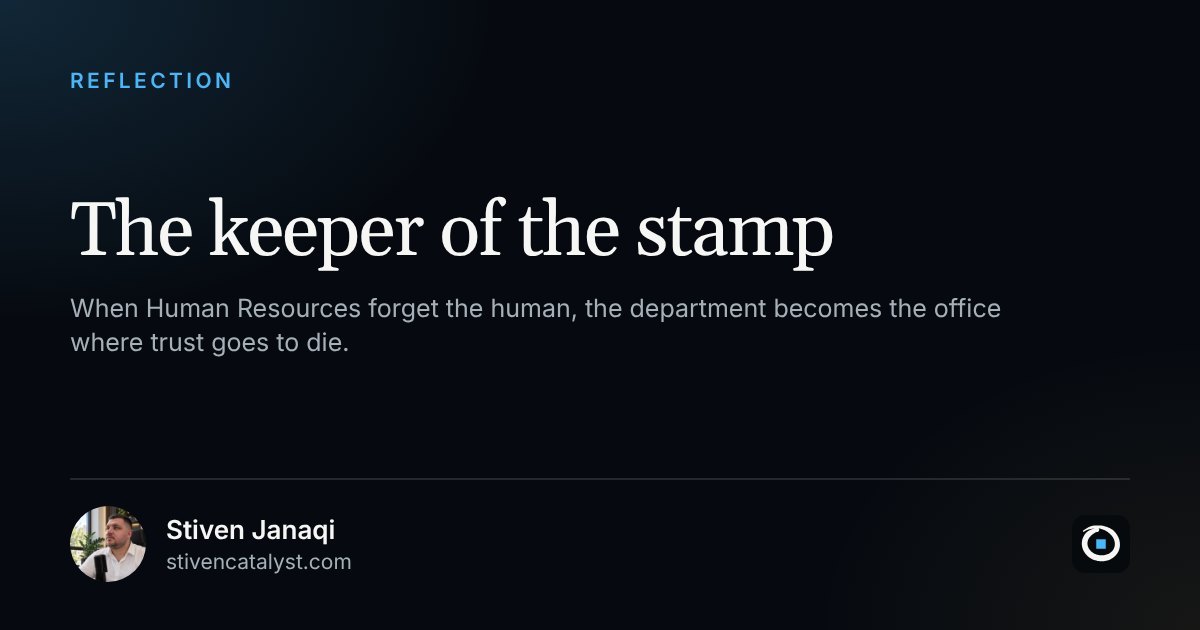 REFLECTION
The keeper of the stamp
When Human Resources forget the human, the department becomes the office
where trust goes to die.
Stiven Janaqi
stivencatalyst.com